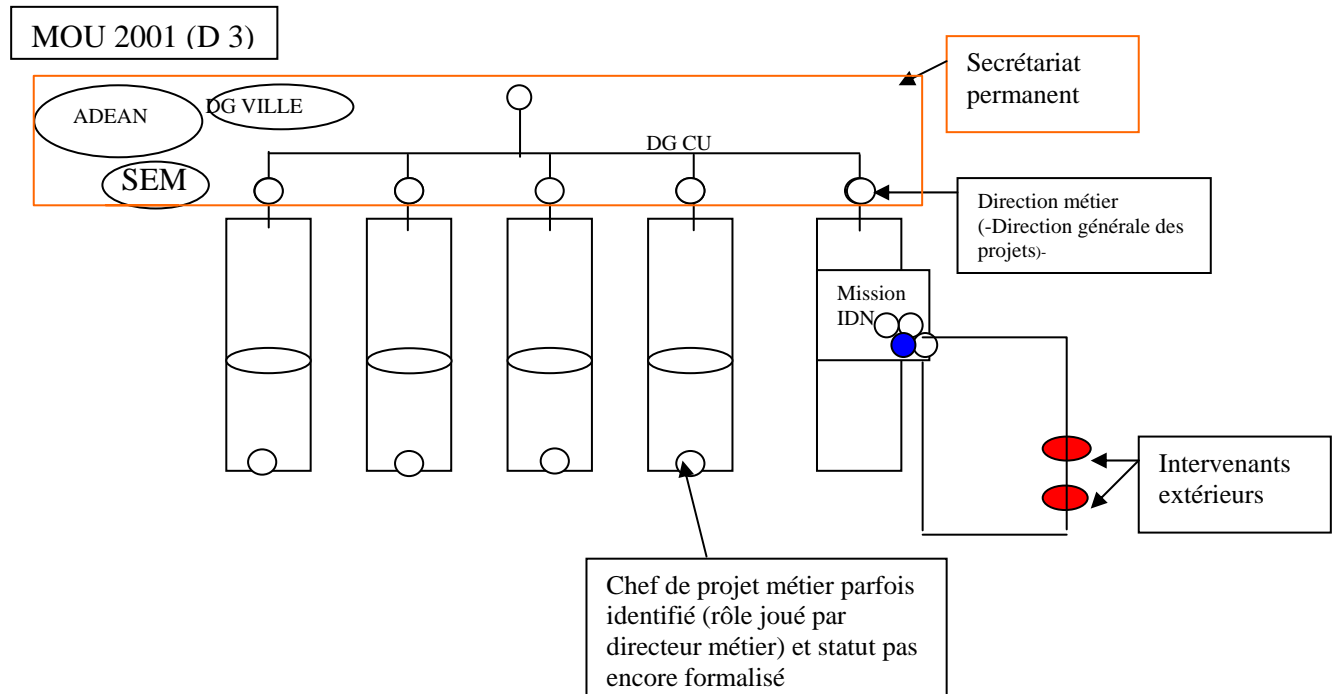 MOU 2001 (D 3)
Secrétariat
permanent
ADEAN
DG VILLE
DG CU
SEM
Direction métier
(-Direction générale des
projets)-
Mission
IDN
Intervenants
extérieurs
Chef de projet métier parfois
identifié (rôle joué par
directeur métier) et statut pas
encore formalisé